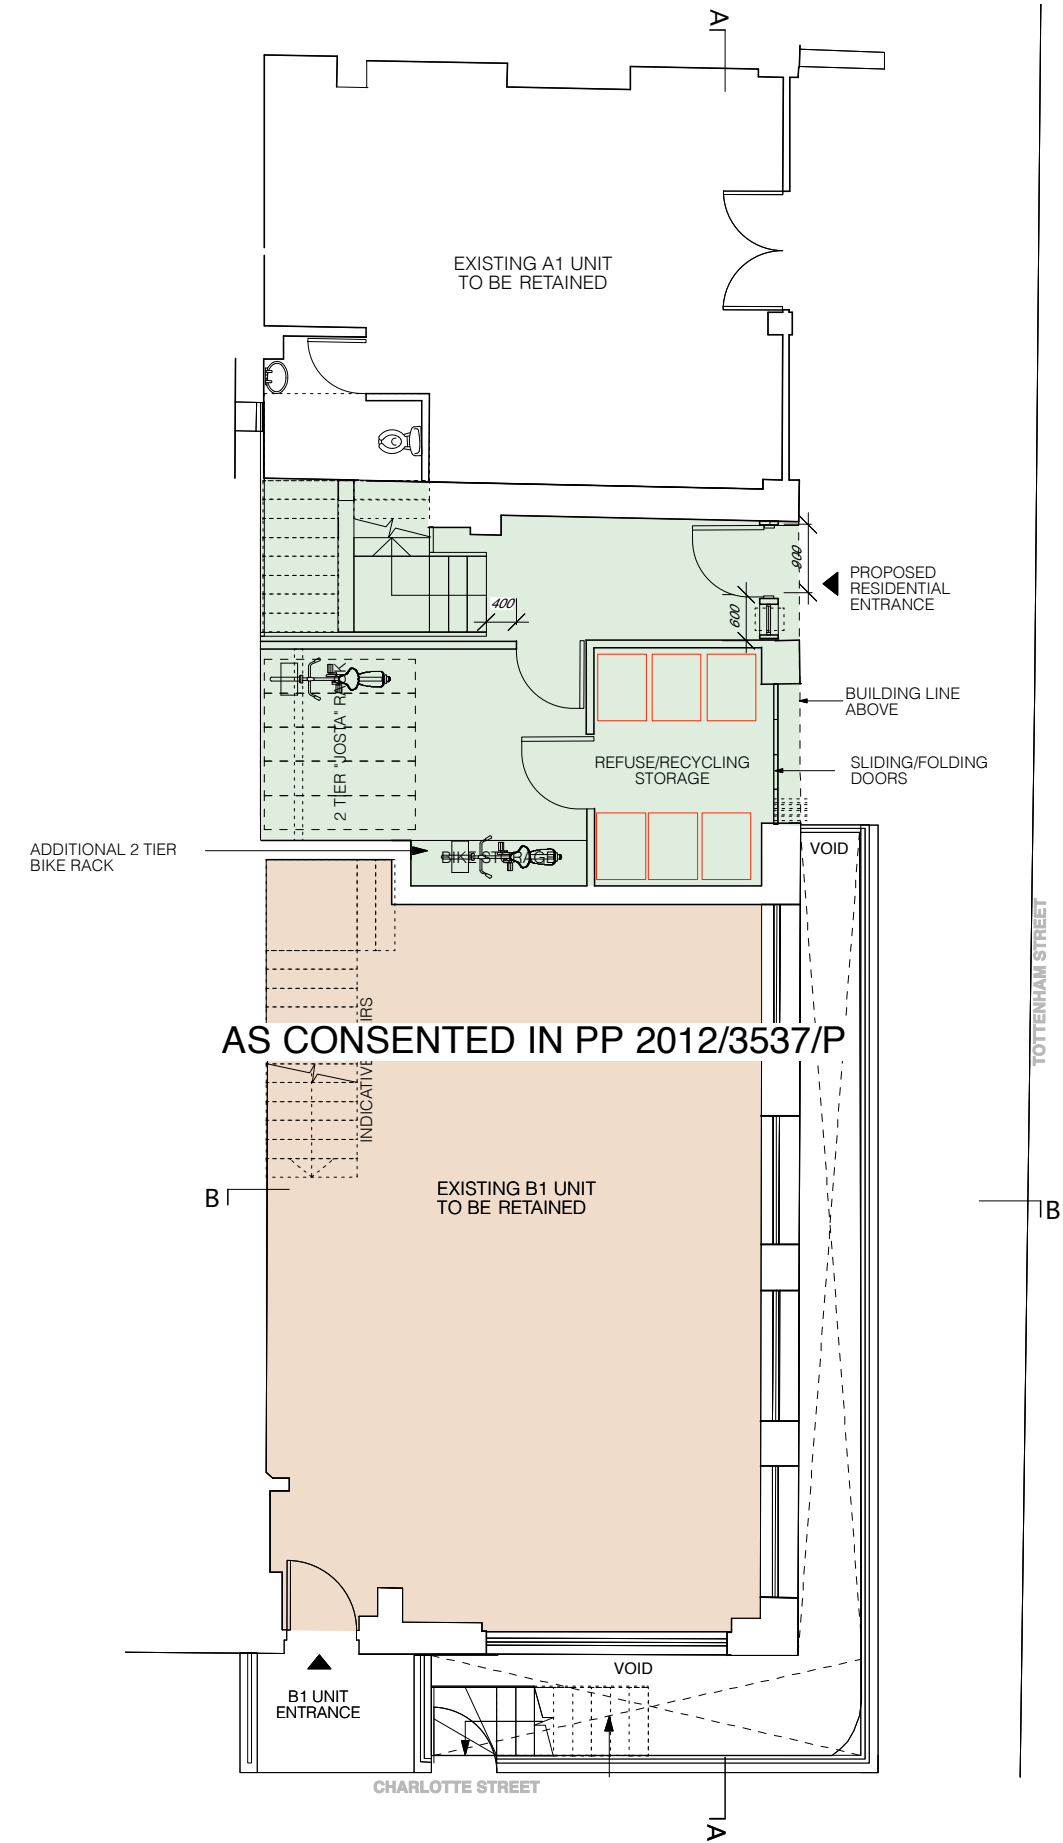 A
EXISTING A1 UNIT
TO BE RETAINED
900
PROPOSED
RESIDENTIAL
ENTRANCE
400
600
2 TIER "JOSTA" RACK
BUILDING LINE
ABOVE
REFUSE/RECYCLING
STORAGE
SLIDING/FOLDING
DOORS
ADDITIONAL 2 TIER
BIKE RACK
BIKE STORAGE
VOID
TOTTENHAM STREET
AS CONSENTED IN PP 2012/3537/P
INDICATIVE IRS
B
EXISTING B1 UNIT
TO BE RETAINED
B
VOID
B1 UNIT
ENTRANCE
CHARLOTTE STREET
A